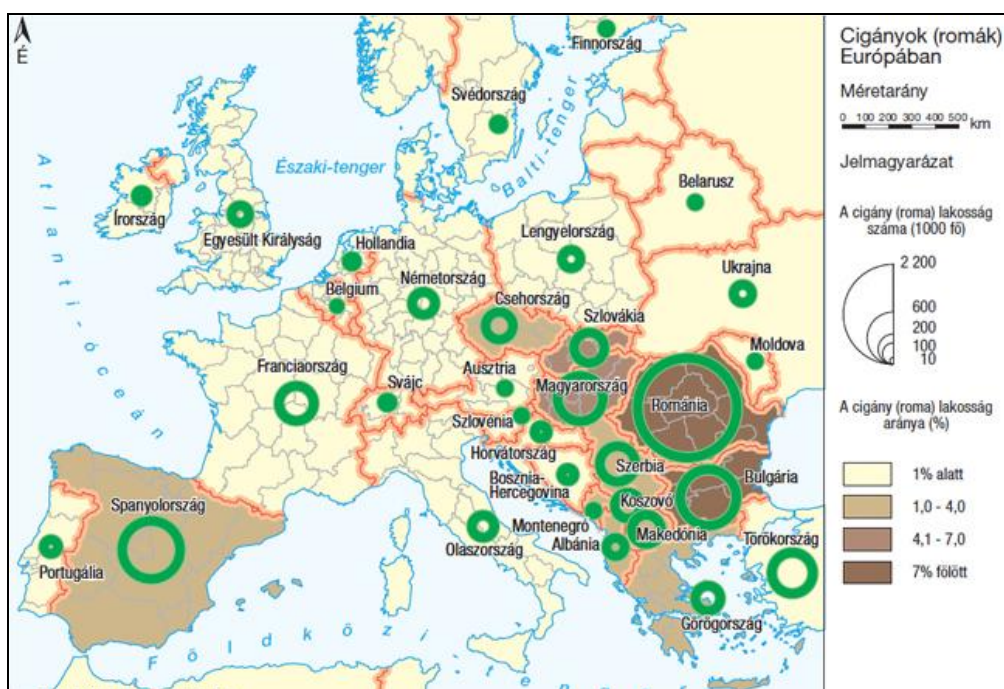 É
Finnország
Svédország
Balti-tenger
Északi-tenger
Atlanti-óceán
Írország
Egyesült Királyság
Hollandia
Belgium
Németország
Lengyelország
Belarusz
Ukrajna
Csehország
Szlovákia
Moldova
Franciaország
Svájc
Ausztria
Magyarország
Románia
Szlovénia
Horvátország
Bosznia-
Hercegovina
Szerbia
Bulgária
Koszovó
Montenegró
Makedónia
Albánia
Olaszország
Spanyolország
Portugália
Törökország
Görögország
Földközi-ten
Cigányok (romák)
Európában
Méretarány
0 100 200 300 400 500 km
Jelmagyarázat
A cigány (roma) lakosság
száma (1000 fő)
2 200
600
200
100
10
A cigány (roma) lakosság
aránya (%)
1% alatt
1,0 - 4,0
4,1 - 7,0
7% fölött